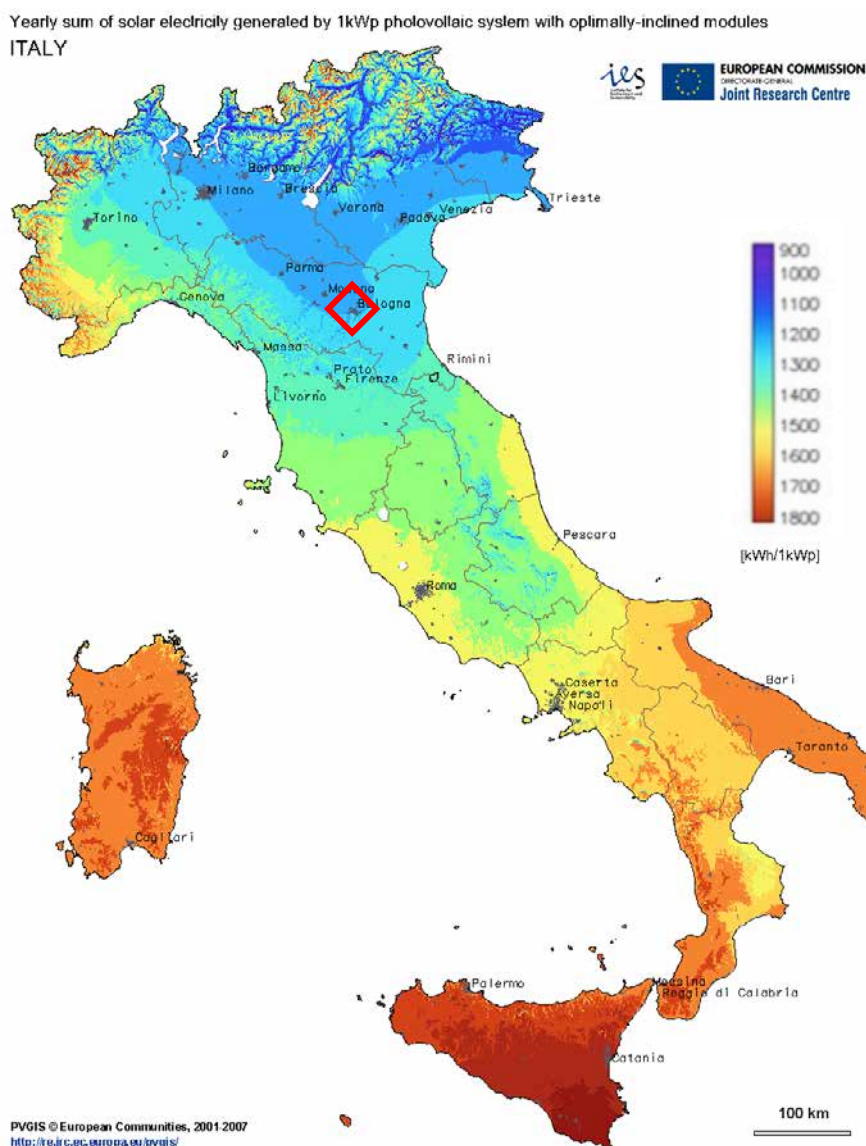 Yearly sum of solar electricity generated by 1kWp photovollaic system with optimally-inclined modules
ITALY
ies
EUROPEAN COMMISSION
DIRECTORATE-GENERAL
Joint Research Centre
Bergamo
Milano
Brescia
Trieste
Verona
Venezia
Padova
Torino
900
1000
1100
1200
1300
1400
1500
1600
1700
1800
[kWh/1kWp]
Parma
Modena
Bologna
Genova
Massa
Rimini
Prato
Firenze
Livorno
Pescara
Roma
Caserta
Aversa
Napoli
Bari
Taranto
Cagliari
Palermo
Messina
Reggio di Calabria
Catania
PVGIS © European Communities, 2001-2007
http://re.jrc.ec.europa.eu/pvgis/
100 km